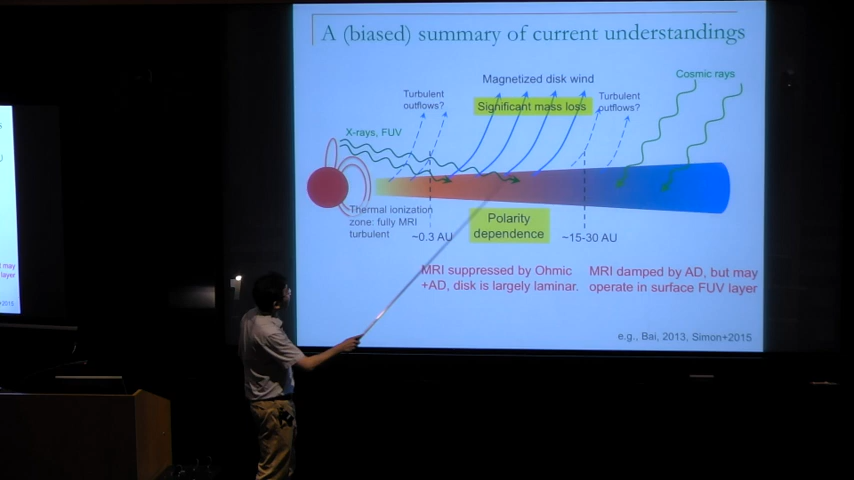 A (biased) summary of current understandings
Magnetized disk wind
Cosmic rays
Turbulent
outflows?
Significant mass loss
Turbulent
outflows?
X-rays, FUV
Thermal ionization
zone: fully MRI
turbulent
~0.3 AU
Polarity
dependence
~15-30 AU
MRI suppressed by Ohmic
+AD, disk is largely laminar.
MRI damped by AD, but may
operate in surface FUV layer
e.g., Bai, 2013, Simon+2015
may
layer
+2015